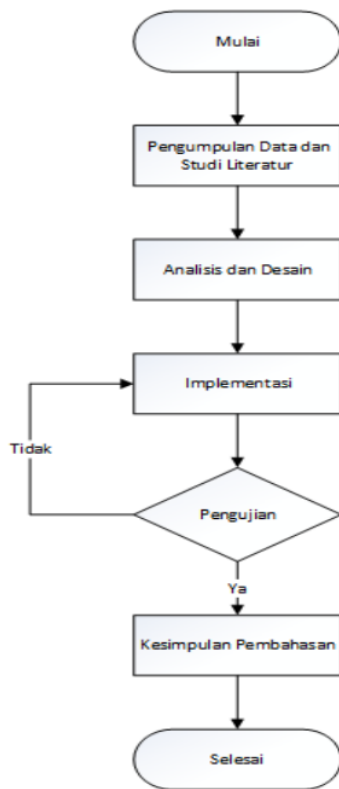 Mulai
Pengumpulan Data dan
Studi Literatur
Analisis dan Desain
Implementasi
Tidak
Pengujian
Ya
Kesimpulan Pembahasan
Selesai